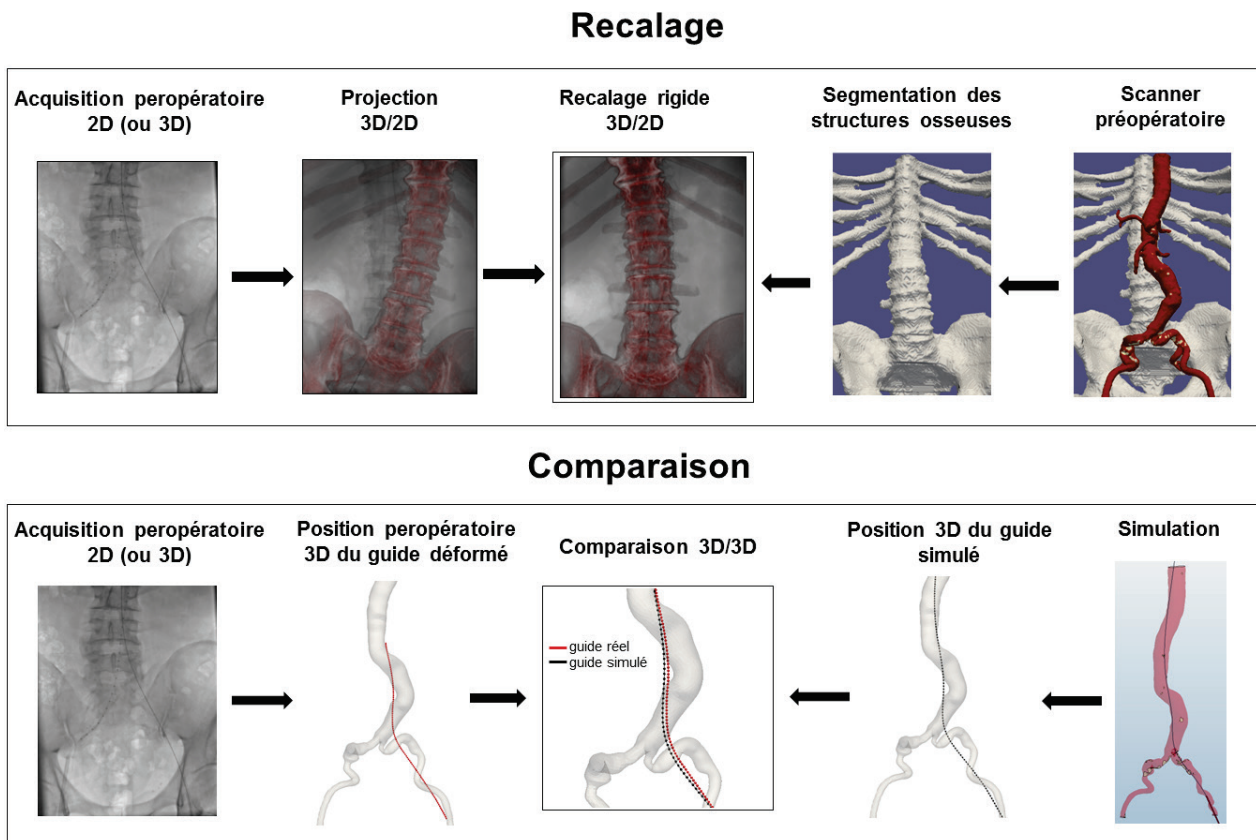 Recalage
Acquisition peropératoire
2D (ou 3D)
Projection
3D/2D
Recalage rigide
3D/2D
Segmentation des
structures osseuses
Scanner
préopératoire
Comparaison
Acquisition peropératoire
2D (ou 3D)
Position peropératoire
3D du guide déformé
Comparaison 3D/3D
guide réel
guide simulé
Position 3D du guide
simulé
Simulation